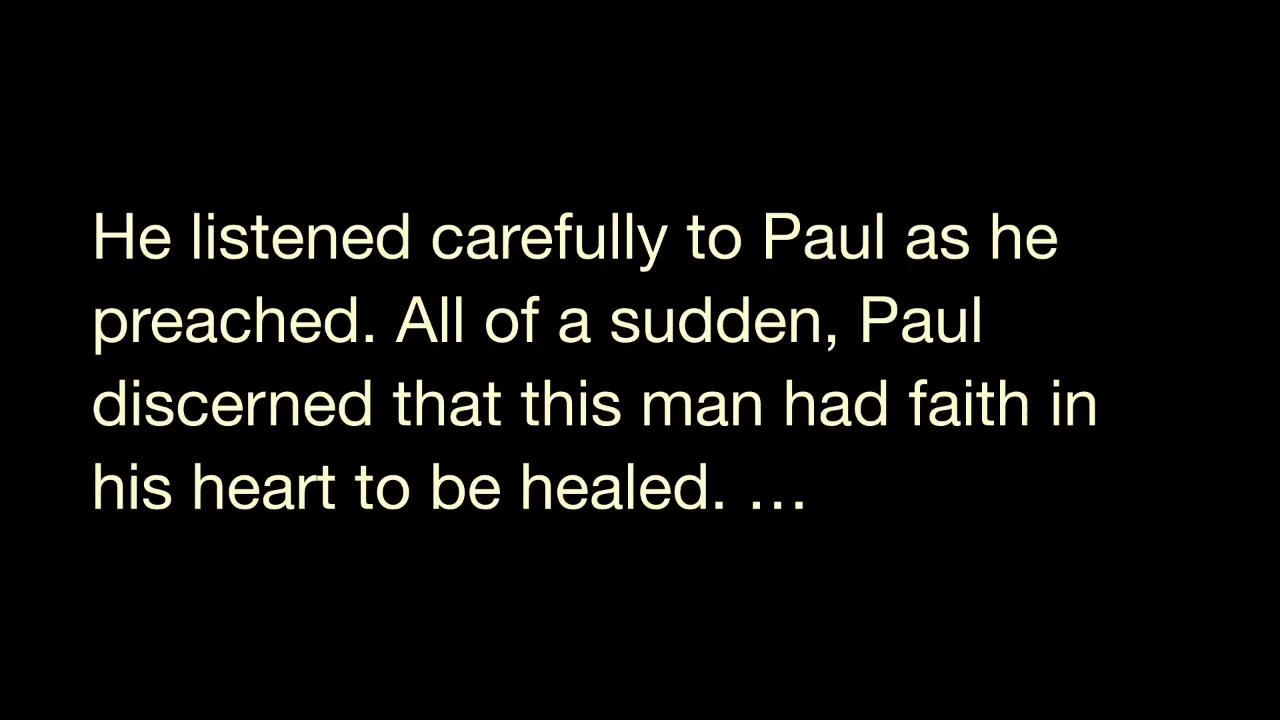 He listened carefully to Paul as he
preached. All of a sudden, Paul
discerned that this man had faith in
his heart to be healed. …